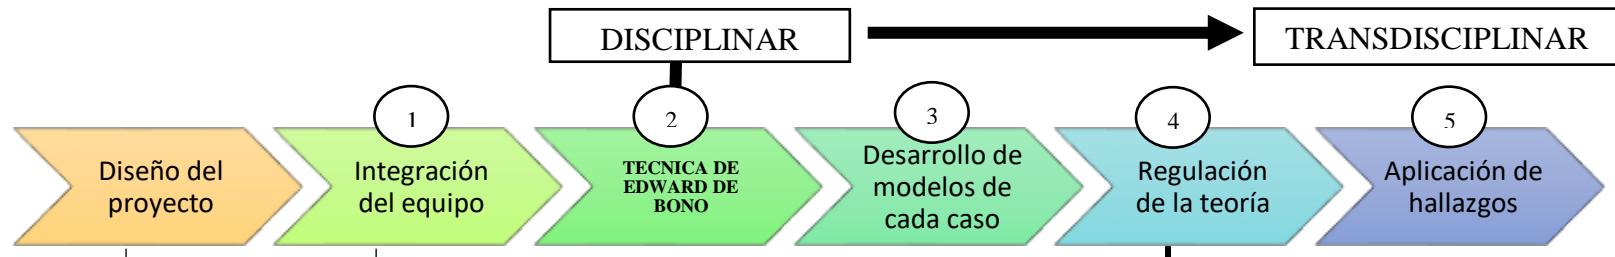 DISCIPLINAR
TRANSDISCIPLINAR
1
2
3
4
5
Diseño del
proyecto
Integración
del equipo
TECNICA DE
EDWARD DE
BONO
Desarrollo de
modelos de
cada caso
Regulación
de la teoría
Aplicación de
hallazgos